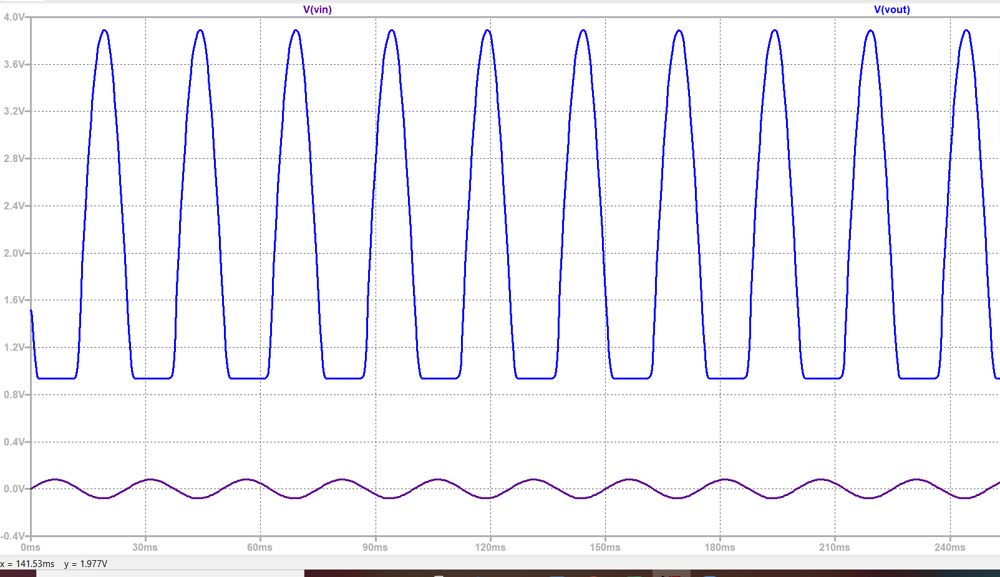 V(vin) V(vout)
4.0V
3.6V
3.2V
2.8V
2.4V
2.0V
1.6V
1.2V
0.8V
0.4V
0.0V
-0.4V
0ms 30ms 60ms 90ms 120ms 150ms 180ms 210ms 240ms
x = 141.53ms y = 1.977V